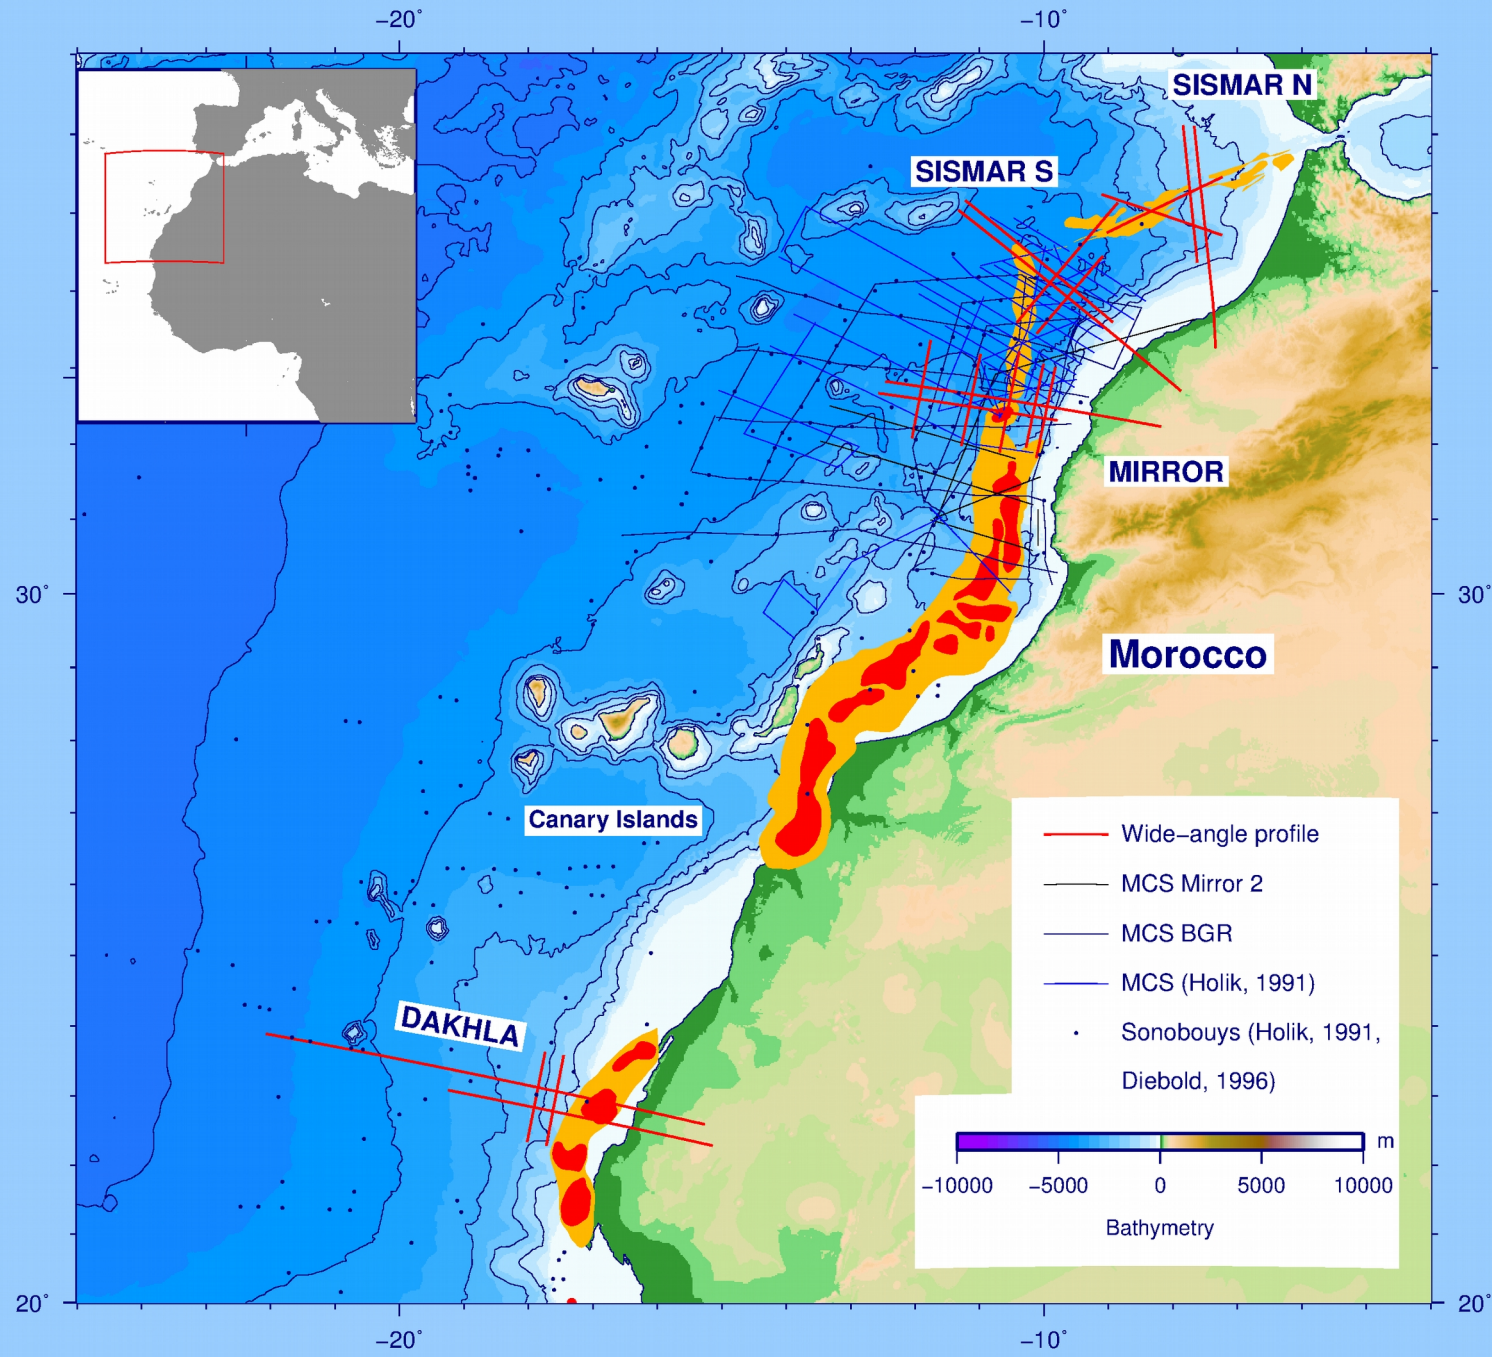 −20°
−10°
SISMAR N
SISMAR S
MIRROR
30°
30°
Morocco
Canary Islands
Wide−angle profile
MCS Mirror 2
MCS BGR
MCS (Holik, 1991)
Sonobouys (Holik, 1991,
Diebold, 1996)
DAKHLA
m
−10000
−5000
0
5000
10000
Bathymetry
20°
20°
−20°
−10°